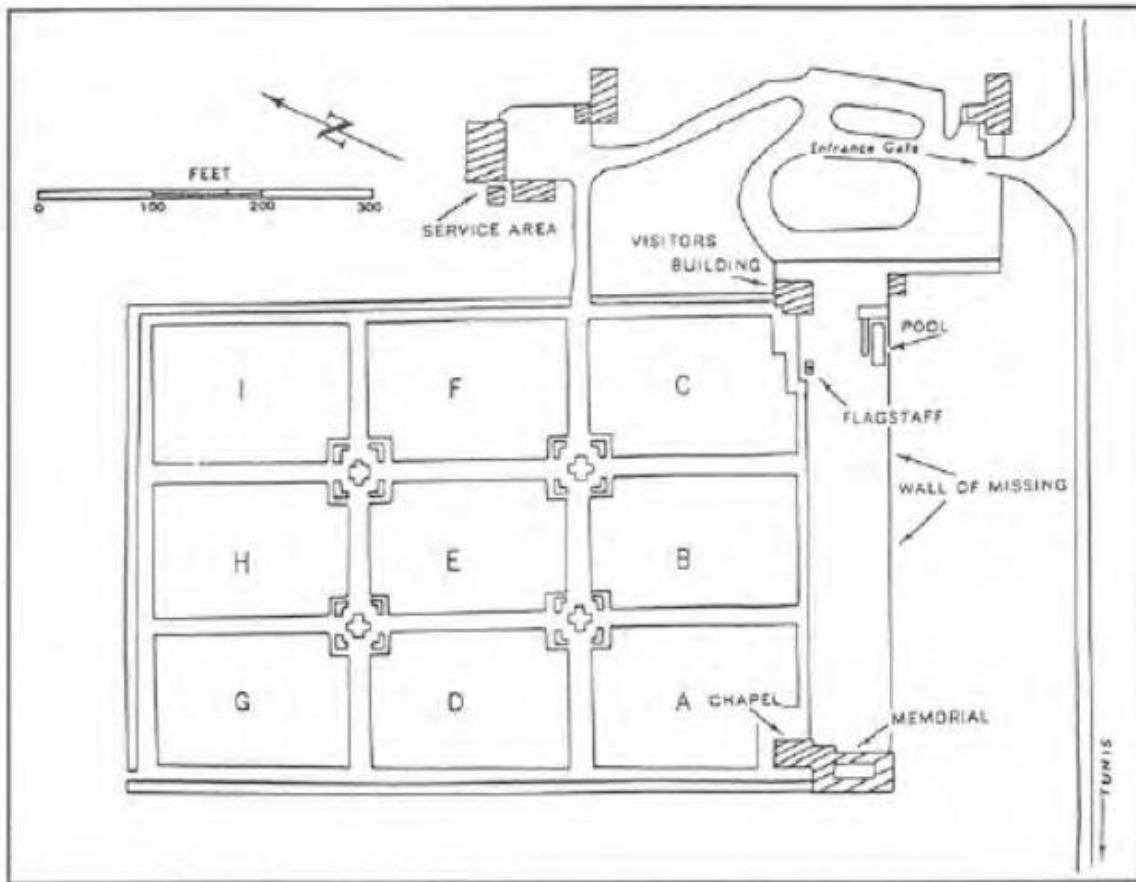 N
FEET
0 100 200 300
SERVICE AREA
Entrance Gate
VISITORS
BUILDING
POOL
FLAGSTAFF
WALL OF MISSING
I F C
H E B
G D A
CHAPEL
MEMORIAL
TUNIS